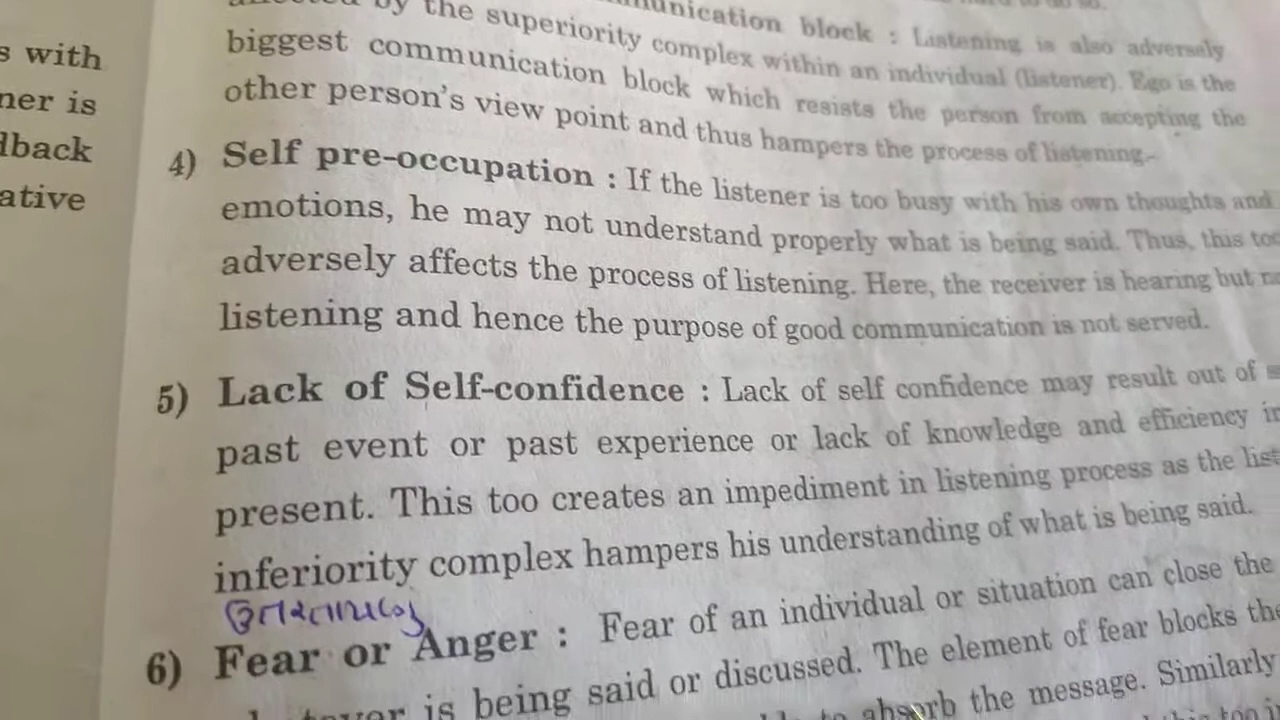 s with
ner is
lback
ative
by the superiority complex within an individual (listener). Ego is the
block : Listening is also adversely
biggest communication block which resists the person from accepting the
other person's view point and thus hampers the process of listening.
4) Self pre-occupation : If the listener is too busy with his own thoughts and
emotions, he may not understand properly what is being said. Thus, this too
adversely affects the process of listening. Here, the receiver is hearing but
listening and hence the purpose of good communication is not served.
5) Lack of Self-confidence : Lack of self confidence may result out of
past event or past experience or lack of knowledge and efficiency in
present. This too creates an impediment in listening process as the list
inferiority complex hampers his understanding of what is being said.
6) Fear or Anger : Fear of an individual or situation can close the
is being said or discussed. The element of fear blocks the
to absorb the message. Similarly